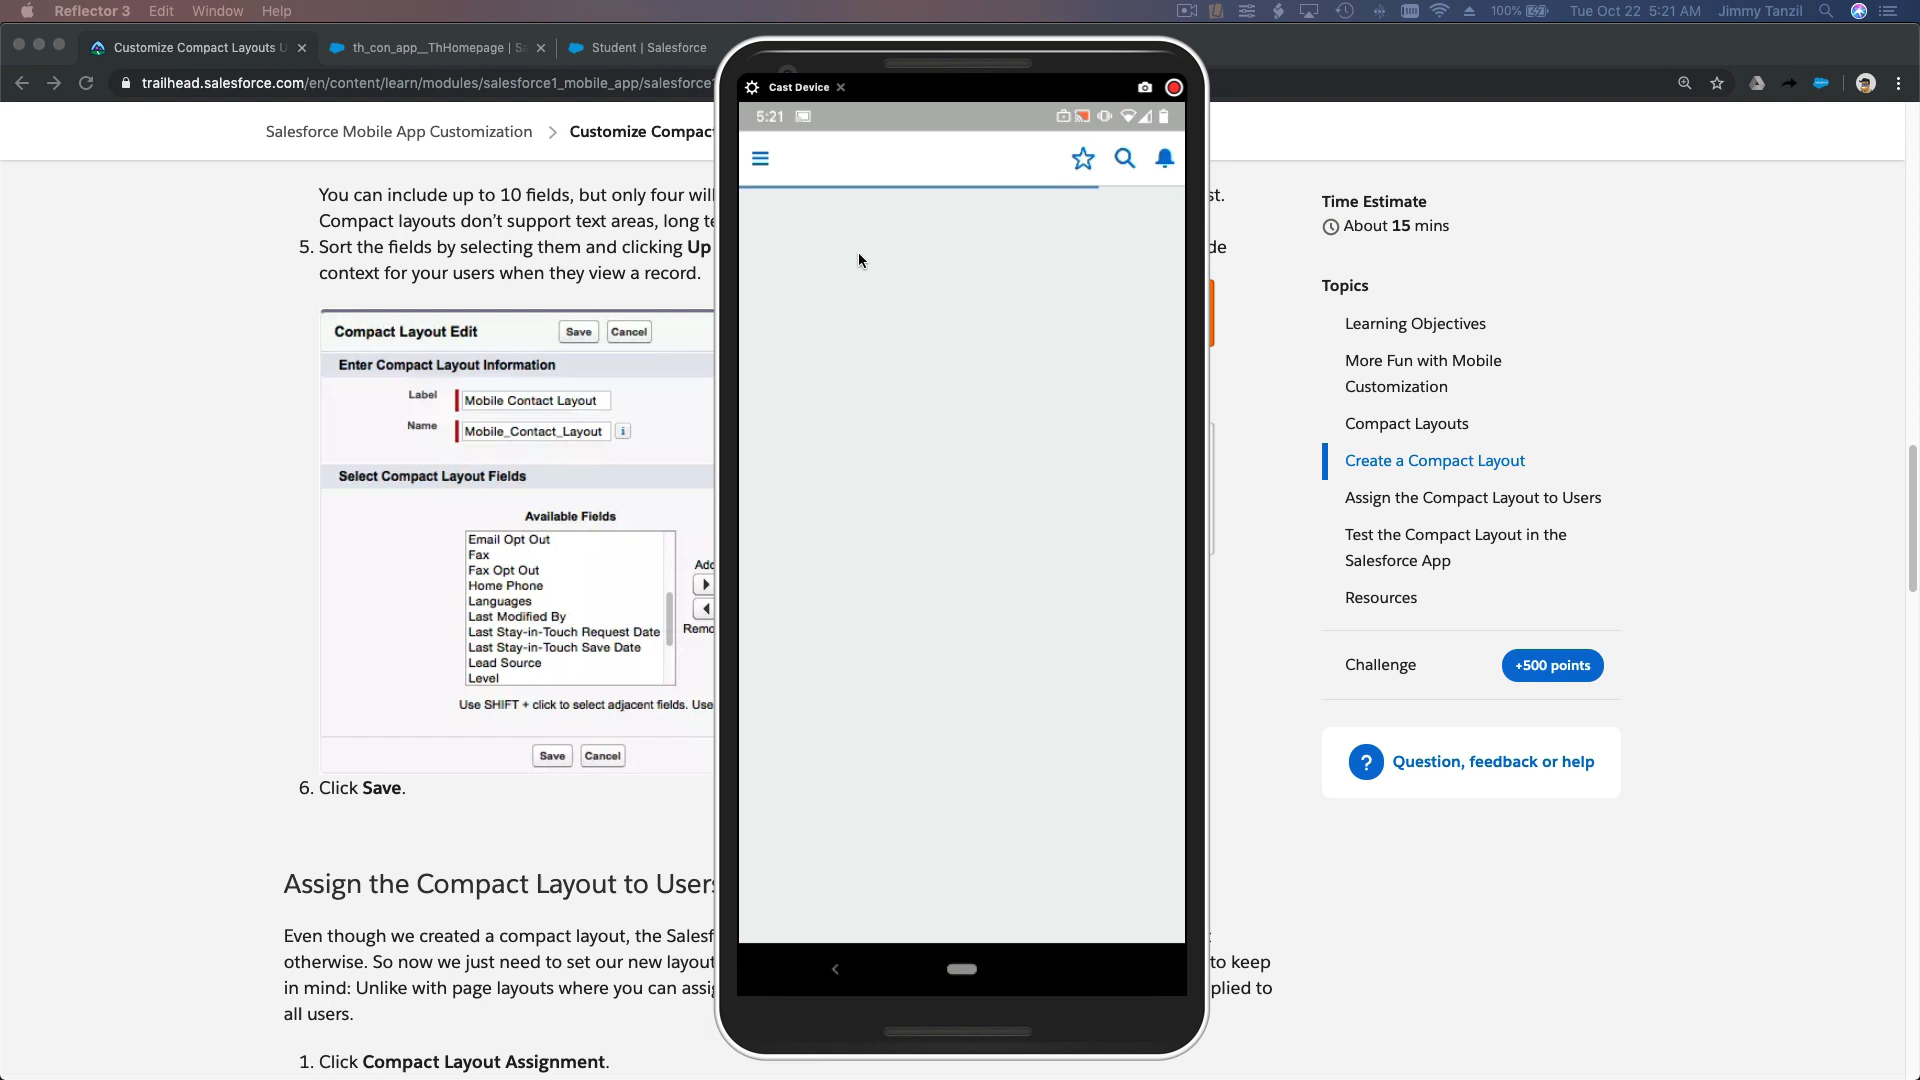 Reflector 3 Edit Window Help 100% Tue Oct 22 5:21 AM Jimmy Tanzil
Customize Compact Layouts U th_con_app__ThHomepage | Sa Student | Salesforce
trailhead.salesforce.com/en/content/learn/modules/salesforce1_mobile_app/salesforce1
Cast Device
5:21
Salesforce Mobile App Customization > Customize Compact
You can include up to 10 fields, but only four will st.
Compact layouts don't support text areas, long te
5. Sort the fields by selecting them and clicking Up de
context for your users when they view a record.
Compact Layout Edit Save Cancel
Enter Compact Layout Information
Label Mobile Contact Layout
Name Mobile_Contact_Layout i
Select Compact Layout Fields
Available Fields
Email Opt Out
Fax
Fax Opt Out
Home Phone
Languages
Last Modified By
Last Stay-in-Touch Request Date
Last Stay-in-Touch Save Date
Lead Source
Level
Add
Remo
Use SHIFT + click to select adjacent fields. Use
Save Cancel
6. Click Save.
Assign the Compact Layout to Users
Even though we created a compact layout, the Salesf
otherwise. So now we just need to set our new layout to keep
in mind: Unlike with page layouts where you can assig plied to
all users.
1. Click Compact Layout Assignment.
Time Estimate
About 15 mins
Topics
Learning Objectives
More Fun with Mobile
Customization
Compact Layouts
Create a Compact Layout
Assign the Compact Layout to Users
Test the Compact Layout in the
Salesforce App
Resources
Challenge +500 points
? Question, feedback or help